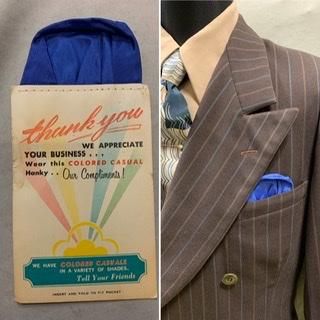 thank you
WE APPRECIATE
YOUR BUSINESS . . .
Wear this COLORED CASUAL
Hanky . . Our Compliments!
WE HAVE COLORED CASUALS
IN A VARIETY OF SHADES.
Tell Your Friends
INSERT AND FOLD TO FIT POCKET